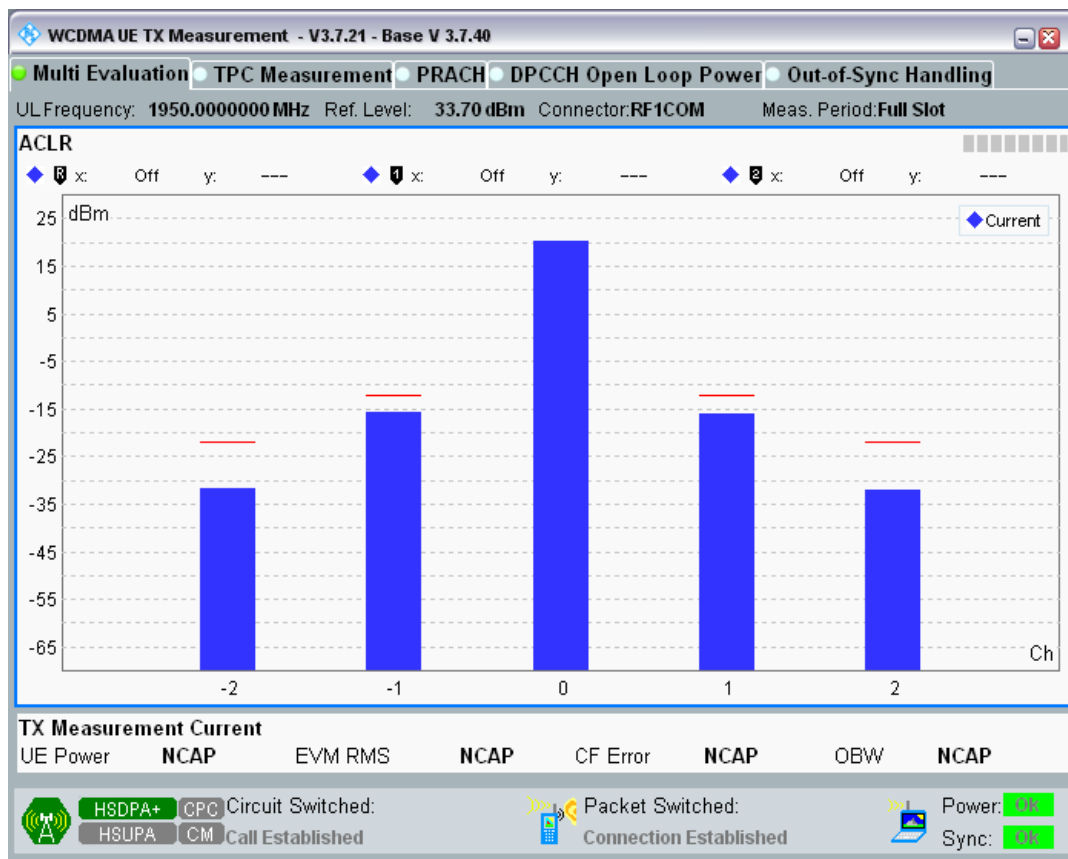 WCDMA UE TX Measurement - V3.7.21 - Base V 3.7.40
Multi Evaluation TPC Measurement PRACH DPCCH Open Loop Power Out-of-Sync Handling
UL Frequency: 1950.0000000 MHz Ref. Level: 33.70 dBm Connector:RF1COM Meas. Period:Full Slot
ACLR
R x: Off y: --- 1 x: Off y: --- 2 x: Off y: ---
dBm
Current
25
15
5
-5
-15
-25
-35
-45
-55
-65
Ch
-2 -1 0 1 2
TX Measurement Current
UE Power NCAP EVM RMS NCAP CF Error NCAP OBW NCAP
HSDPA+ CPC Circuit Switched: Packet Switched: Power: OK
HSUPA CM Call Established Connection Established Sync: OK